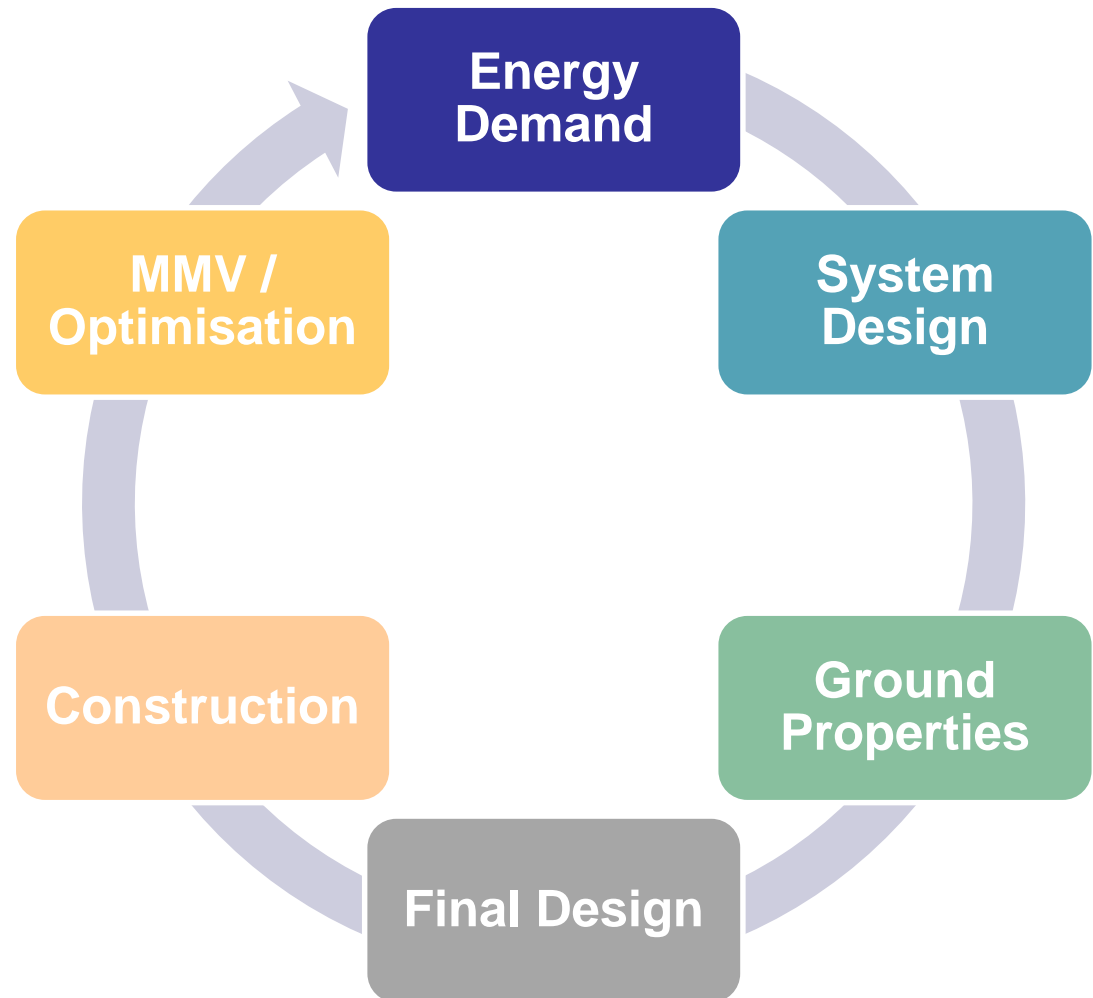 Energy
Demand
System
Design
Ground
Properties
Final Design
Construction
MMV /
Optimisation